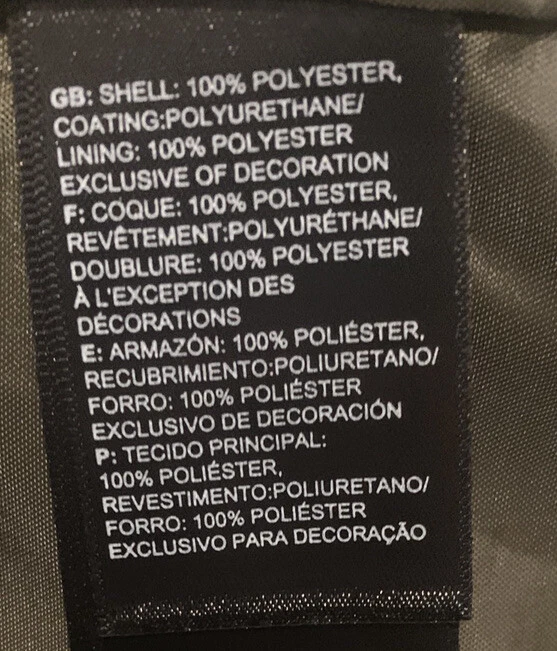 GB: SHELL: 100% POLYESTER,
COATING:POLYURETHANE/
LINING: 100% POLYESTER
EXCLUSIVE OF DECORATION
F: COQUE: 100% POLYESTER,
REVÊTEMENT:POLYURÉTHANE/
DOUBLURE: 100% POLYESTER
À L'EXCEPTION DES
DÉCORATIONS
E: ARMAZÓN: 100% POLIÉSTER,
RECUBRIMIENTO:POLIURETANO/
FORRO: 100% POLIÉSTER
EXCLUSIVO DE DECORACIÓN
P: TECIDO PRINCIPAL:
100% POLIÉSTER,
REVESTIMENTO:POLIURETANO/
FORRO: 100% POLIÉSTER
EXCLUSIVO PARA DECORAÇÃO